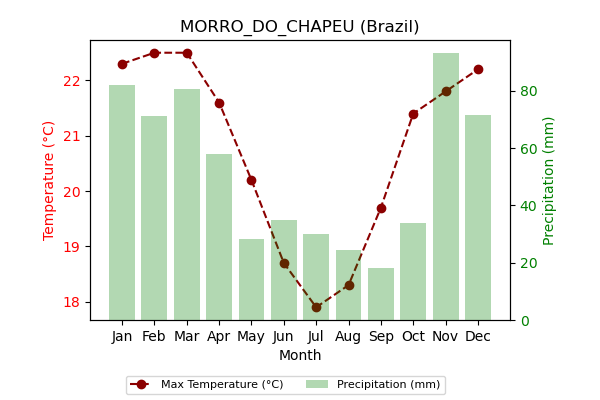 MORRO_DO_CHAPEU (Brazil)
Temperature (°C)
22
21
20
19
18
80
60
40
20
0
Precipitation (mm)
Jan Feb Mar Apr May Jun Jul Aug Sep Oct Nov Dec
Month
Max Temperature (°C) Precipitation (mm)